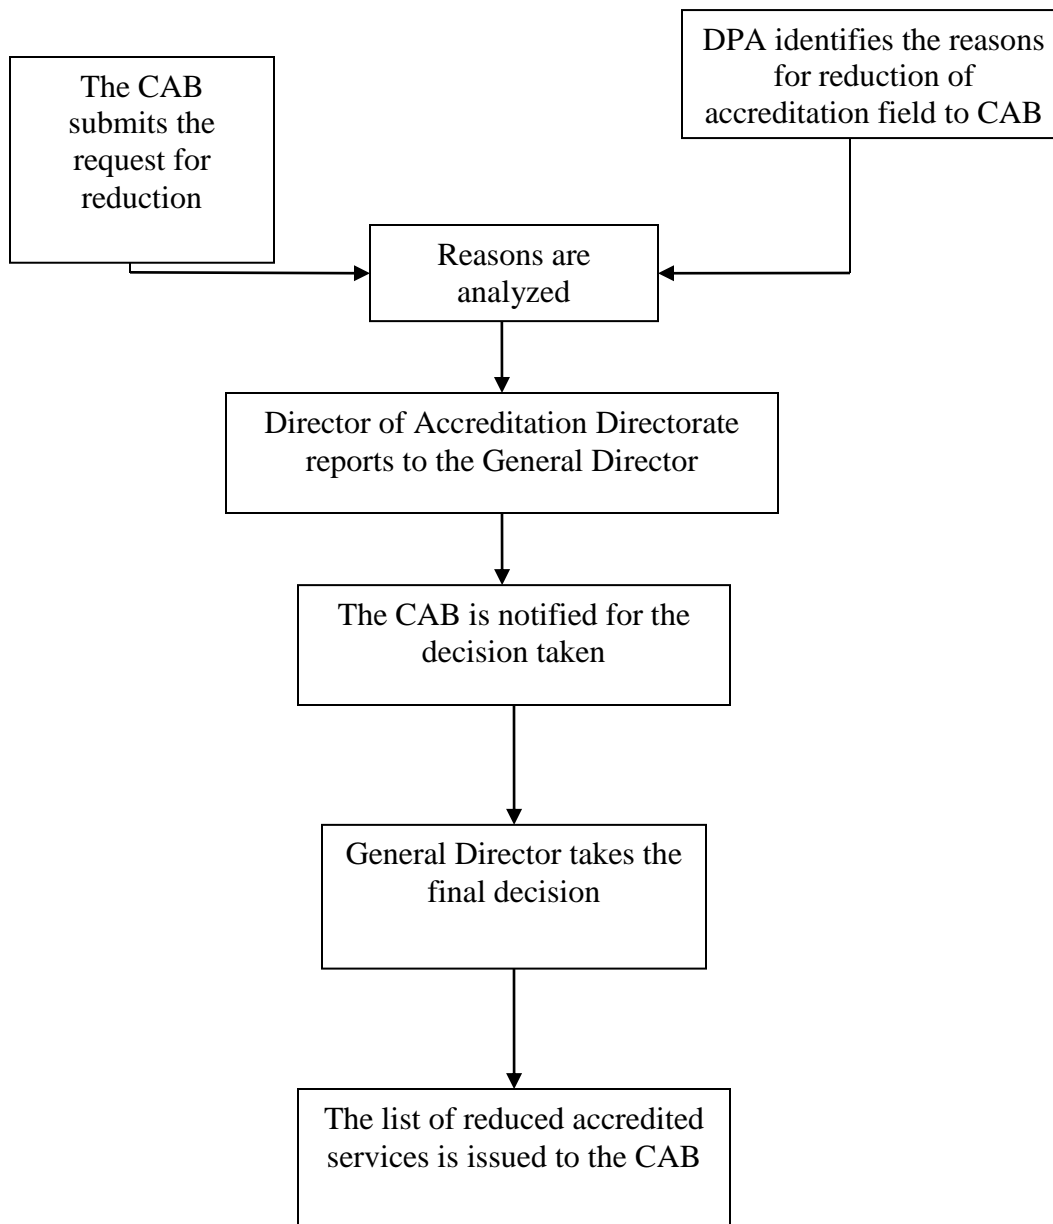 The CAB
submits the
request for
reduction
DPA identifies the reasons
for reduction of
accreditation field to CAB
Reasons are
analyzed
Director of Accreditation Directorate
reports to the General Director
The CAB is notified for the
decision taken
General Director takes the
final decision
The list of reduced accredited
services is issued to the CAB